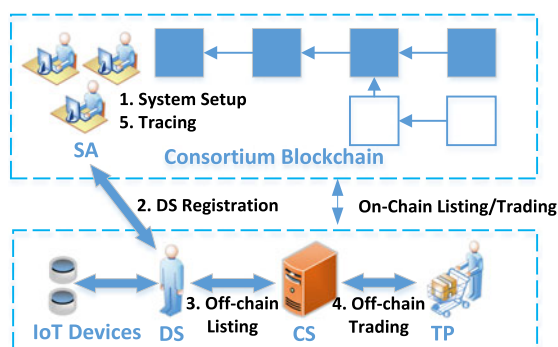 1. System Setup
5. Tracing
SA
Consortium Blockchain
2. DS Registration
On-Chain Listing/Trading
3. Off-chain
Listing
4. Off-chain
Trading
IoT Devices
DS
CS
TP